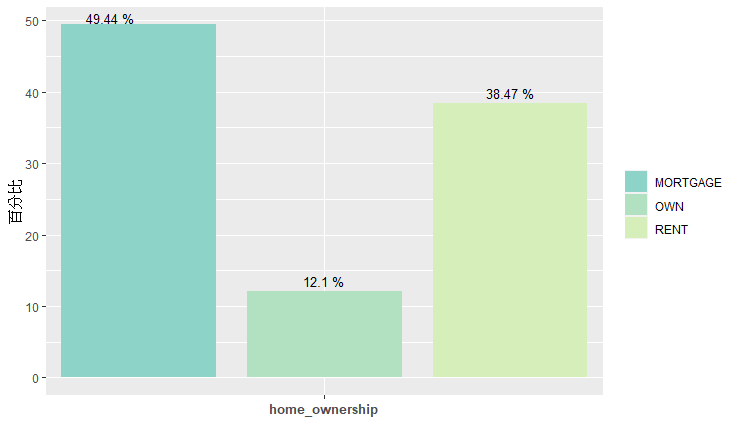 49.44 %
38.47 %
12.1 %
50
40
30
20
10
0
百分比
home_ownership
MORTGAGE
OWN
RENT